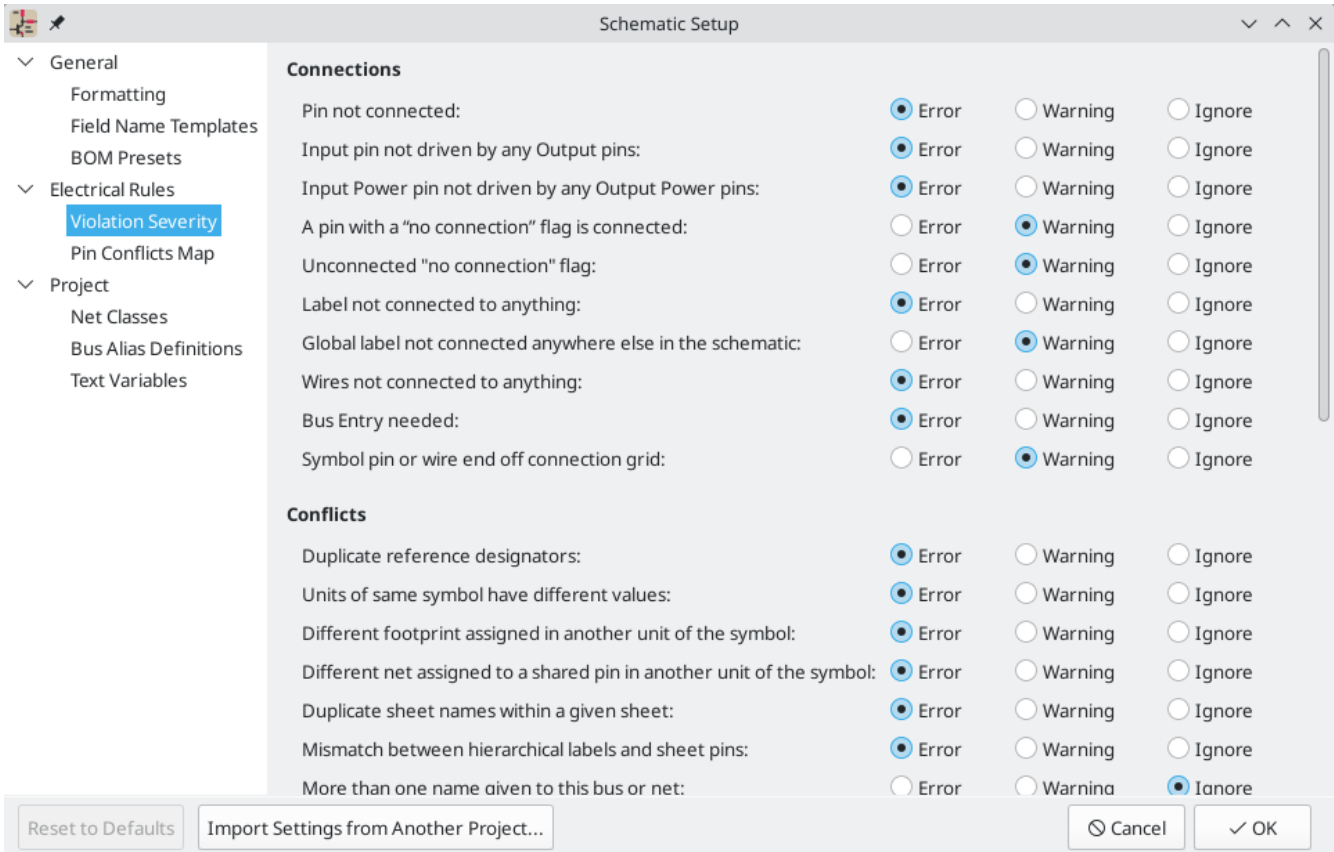 Schematic Setup
General
Formatting
Field Name Templates
BOM Presets
Electrical Rules
Violation Severity
Pin Conflicts Map
Project
Net Classes
Bus Alias Definitions
Text Variables
Connections
Pin not connected: Error Warning Ignore
Input pin not driven by any Output pins: Error Warning Ignore
Input Power pin not driven by any Output Power pins: Error Warning Ignore
A pin with a “no connection” flag is connected: Error Warning Ignore
Unconnected "no connection" flag: Error Warning Ignore
Label not connected to anything: Error Warning Ignore
Global label not connected anywhere else in the schematic: Error Warning Ignore
Wires not connected to anything: Error Warning Ignore
Bus Entry needed: Error Warning Ignore
Symbol pin or wire end off connection grid: Error Warning Ignore
Conflicts
Duplicate reference designators: Error Warning Ignore
Units of same symbol have different values: Error Warning Ignore
Different footprint assigned in another unit of the symbol: Error Warning Ignore
Different net assigned to a shared pin in another unit of the symbol: Error Warning Ignore
Duplicate sheet names within a given sheet: Error Warning Ignore
Mismatch between hierarchical labels and sheet pins: Error Warning Ignore
More than one name given to this bus or net: Error Warning Ignore
Reset to Defaults Import Settings from Another Project... Cancel OK